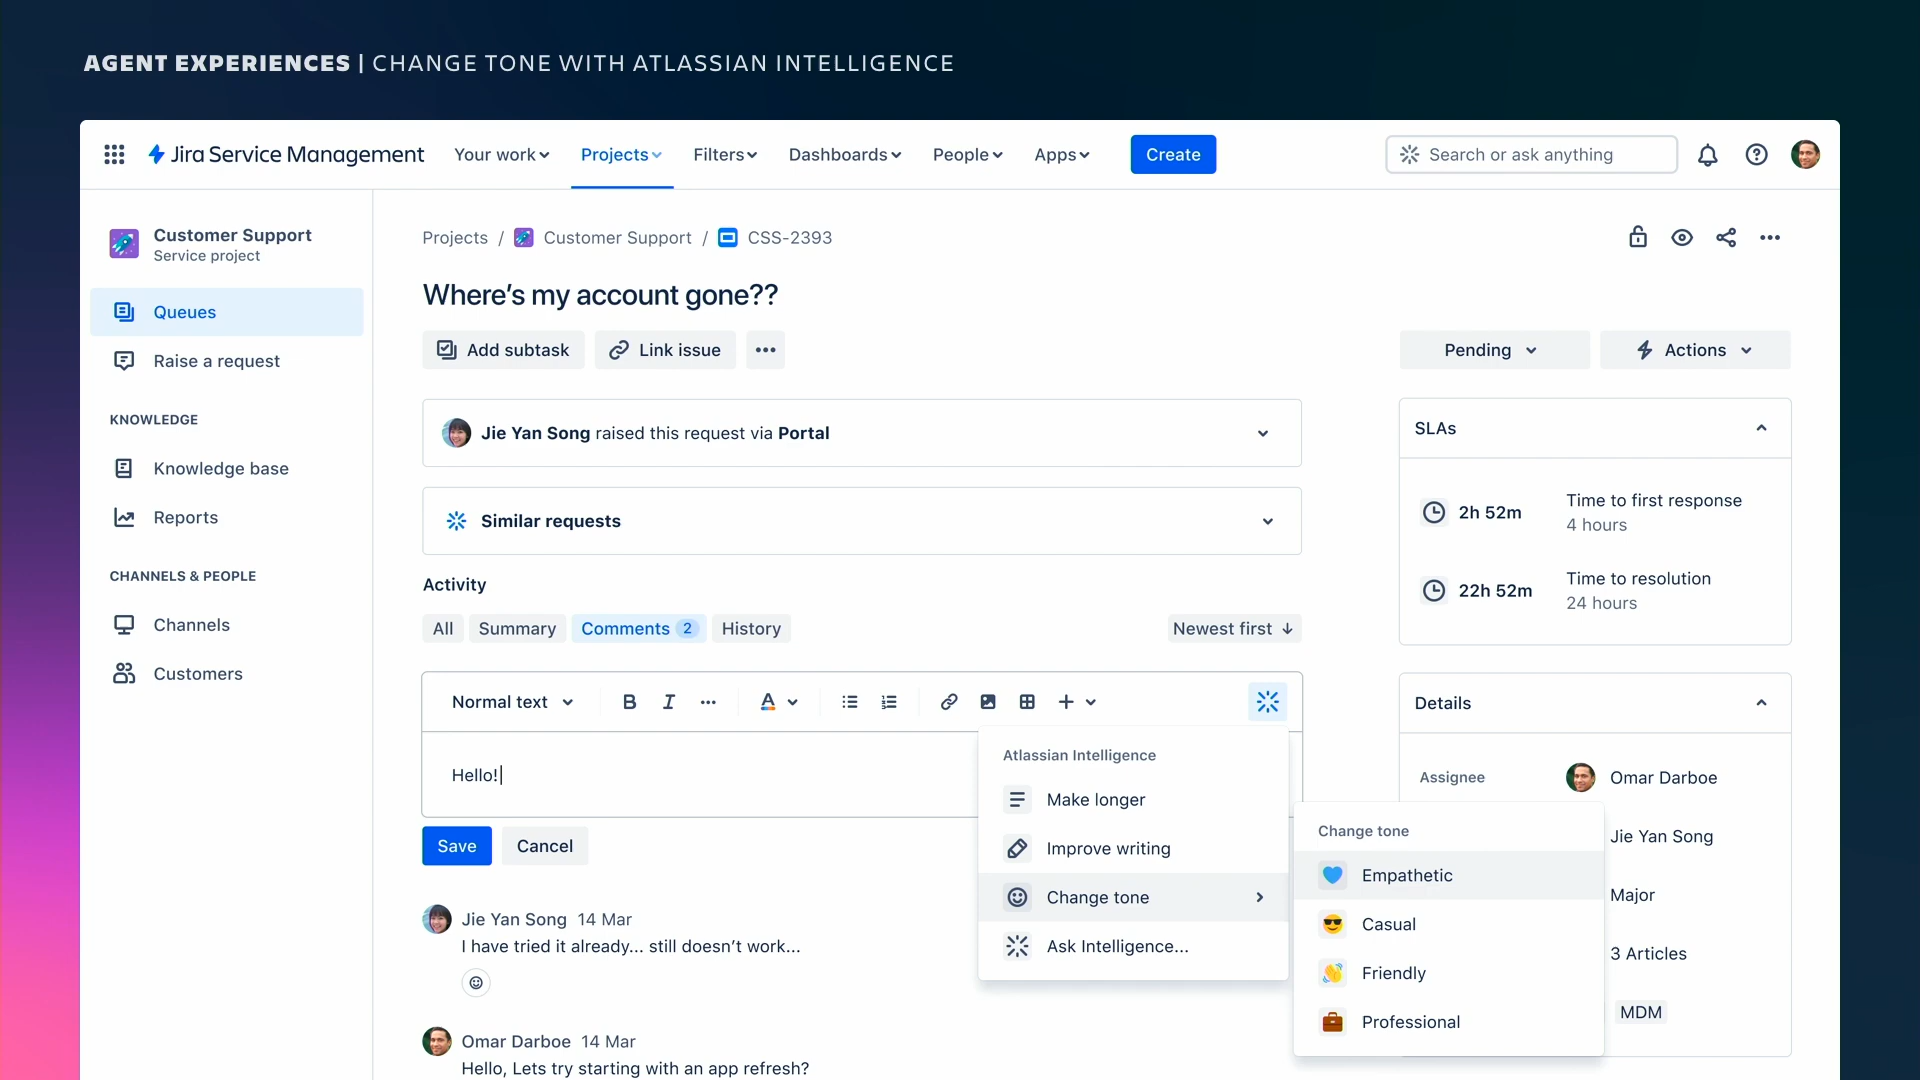 AGENT EXPERIENCES | CHANGE TONE WITH ATLASSIAN INTELLIGENCE
Jira Service Management
Your work
Projects
Filters
Dashboards
People
Apps
Create
Search or ask anything
Customer Support
Service project
Queues
Raise a request
KNOWLEDGE
Knowledge base
Reports
CHANNELS & PEOPLE
Channels
Customers
Projects / Customer Support / CSS-2393
Where’s my account gone??
Add subtask
Link issue
Pending
Actions
Jie Yan Song raised this request via Portal
Similar requests
Activity
All
Summary
Comments 2
History
Newest first
Normal text
Hello!
Save
Cancel
Jie Yan Song 14 Mar
I have tried it already... still doesn’t work...
Omar Darboe 14 Mar
Hello, Lets try starting with an app refresh?
Atlassian Intelligence
Make longer
Improve writing
Change tone
Ask Intelligence...
Change tone
Empathetic
Casual
Friendly
Professional
SLAs
2h 52m
Time to first response
4 hours
22h 52m
Time to resolution
24 hours
Details
Assignee
Omar Darboe
Jie Yan Song
Major
3 Articles
MDM